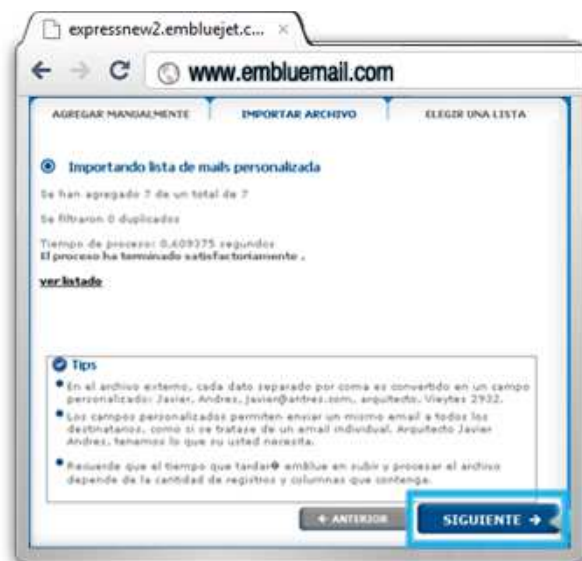 expressnew2.embluejet.c... ×
www.embluemail.com
AGREGAR MANUALMENTE IMPORTAR ARCHIVO ELEGIR UNA LISTA
Importando lista de mails personalizada
Se han agregado 7 de un total de 7
Se filtraron 0 duplicados
Tiempo de proceso: 0,609375 segundos
El proceso ha terminado satisfactoriamente .
ver listado
Tips
En el archivo externo, cada dato separado por coma es convertido en un campo
personalizado: Javier, Andres, javier@antres.com, arquitecto, Vieytes 2932.
Los campos personalizados permiten enviar un mismo email a todos los
destinatarios, como si se tratase de un email individual. Arquitecto Javier
Andres, tenemos lo que su usted necesita.
Recuerde que el tiempo que tardar� emBlue en subir y procesar el archivo
depende de la cantidad de registros y columnas que contenga.
← ANTERIOR SIGUIENTE →